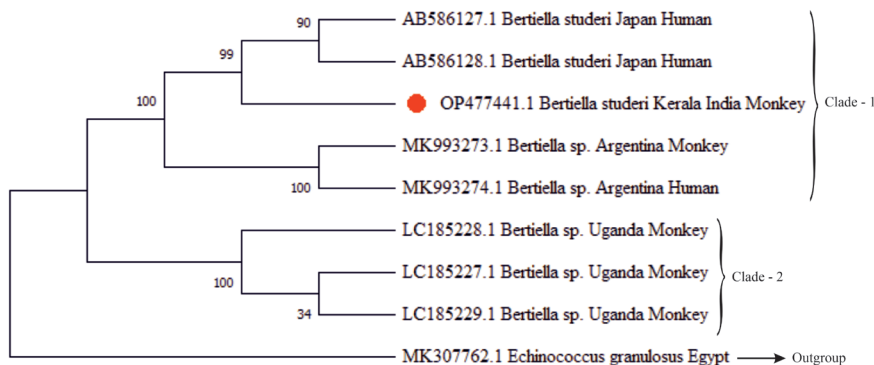 90
AB586127.1 Bertiella studeri Japan Human
99
AB586128.1 Bertiella studeri Japan Human
100
OP477441.1 Bertiella studeri Kerala India Monkey
Clade - 1
MK993273.1 Bertiella sp. Argentina Monkey
100
MK993274.1 Bertiella sp. Argentina Human
LC185228.1 Bertiella sp. Uganda Monkey
100
LC185227.1 Bertiella sp. Uganda Monkey
Clade - 2
34
LC185229.1 Bertiella sp. Uganda Monkey
MK307762.1 Echinococcus granulosus Egypt
Outgroup